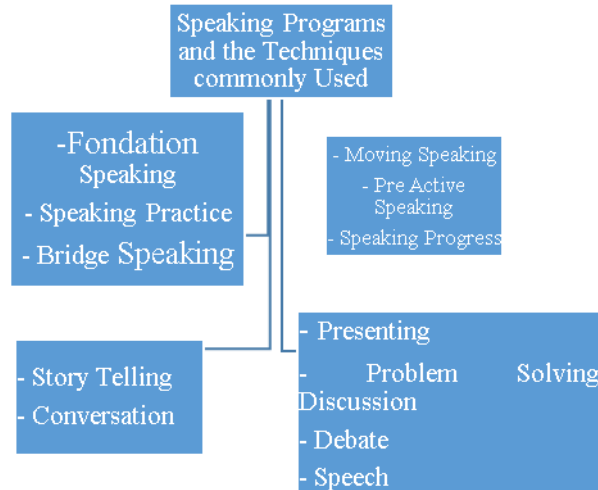 Speaking Programs
and the Techniques
commonly Used
-Fondation
Speaking
- Speaking Practice
- Bridge Speaking
- Moving Speaking
- Pre Active
Speaking
- Speaking Progress
- Story Telling
- Conversation
- Presenting
- Problem Solving
Discussion
- Debate
- Speech